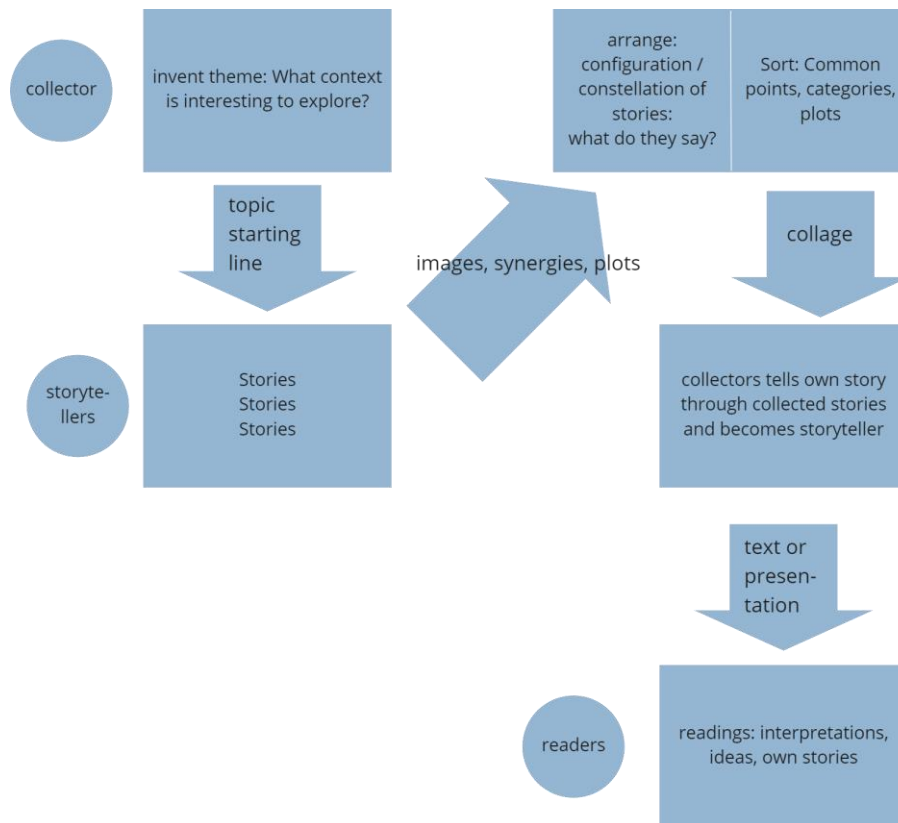 collector
invent theme: What context
is interesting to explore?
topic
starting
line
storyte-
llers
Stories
Stories
Stories
images, synergies, plots
arrange:
configuration /
constellation of
stories:
what do they say?
Sort: Common
points, categories,
plots
collage
collectors tells own story
through collected stories
and becomes storyteller
text or
presen-
tation
readers
readings: interpretations,
ideas, own stories